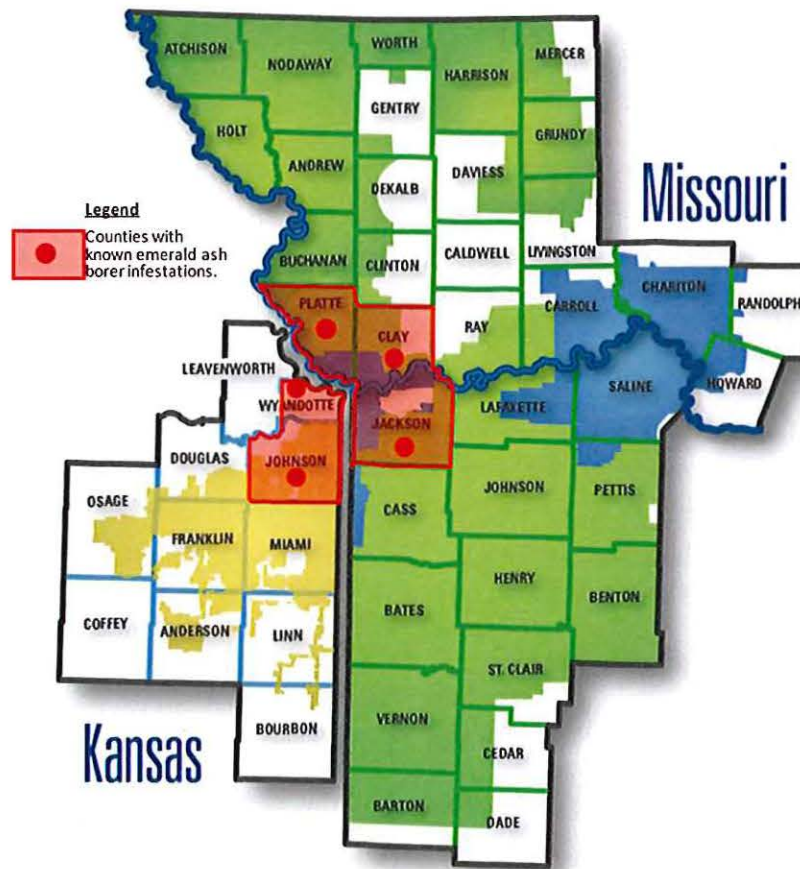 ATCHISON
NODAWAY
WORTH
HARRISON
MERCER
GENTRY
HOLT
GRUNDY
ANDREW
DEKALB
DAVIESS
Missouri
Legend
Counties with
known emerald ash
borer infestations.
BUCHANAN
CLINTON
CALDWELL
LIVINGSTON
CHARITON
PLATTE
CARROLL
RANDOLPH
CLAY
RAY
LEAVENWORTH
HOWARD
WYANDOTTE
LAFAYETTE
SALINE
JACKSON
DOUGLAS
JOHNSON
OSAGE
CASS
JOHNSON
PETTIS
FRANKLIN
MIAMI
HENRY
BENTON
COFFEY
ANDERSON
LINN
BATES
ST. CLAIR
Kansas
BOURBON
VERNON
CEDAR
BARTON
DADE